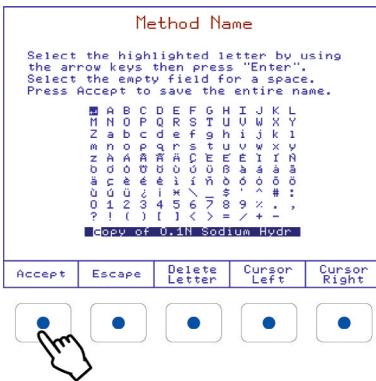 Method Name
Select the highlighted letter by using
the arrow keys then press "Enter".
Select the empty field for a space.
Press Accept to save the entire name.
A B C D E F G H I J K L
M N O P Q R S T U V W X Y
Z a b c d e f g h i j k l
m n o p q r s t u v w x y
0 1 2 3 4 5 6 7 8 9 % . ,
? ! ( ) [ ] < > = / + -
Copy of 0.1N Sodium Hydr
Accept Escape Delete Letter Cursor Left Cursor Right